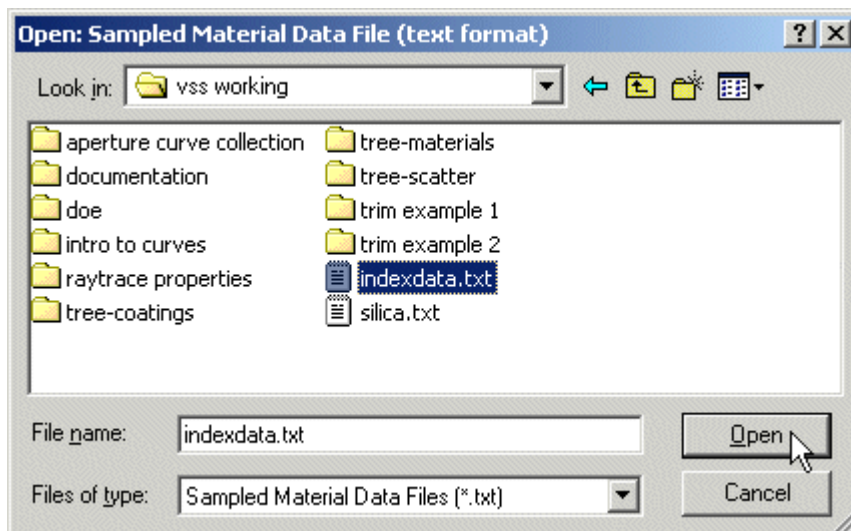 Open: Sampled Material Data File (text format)
Look in: vss working
aperture curve collection
documentation
doe
intro to curves
raytrace properties
tree-coatings
tree-materials
tree-scatter
trim example 1
trim example 2
indexdata.txt
silica.txt
File name: indexdata.txt Open
Files of type: Sampled Material Data Files (*.txt) Cancel